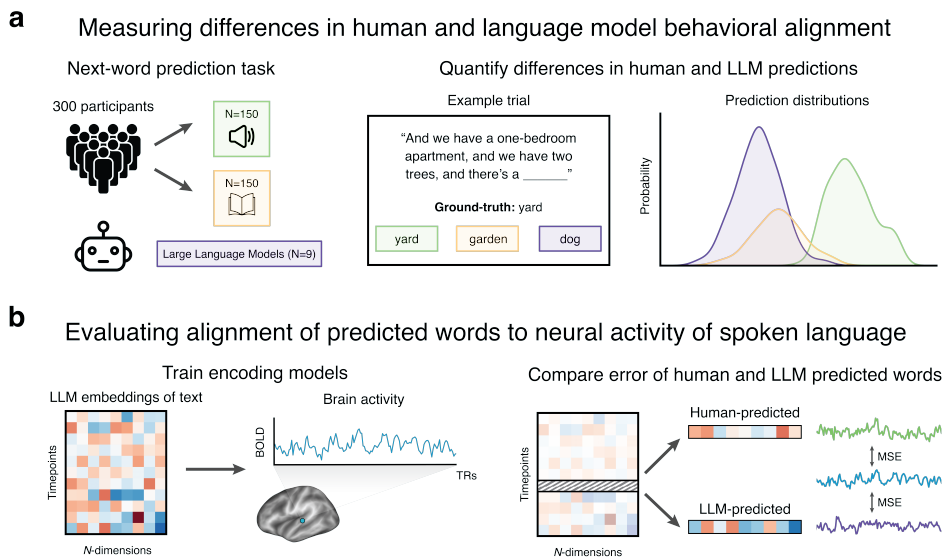 a
Measuring differences in human and language model behavioral alignment
Next-word prediction task
300 participants
N=150
N=150
Large Language Models (N=9)
Quantify differences in human and LLM predictions
Example trial
“And we have a one-bedroom
apartment, and we have two
trees, and there’s a ______”
Ground-truth: yard
yard
garden
dog
Prediction distributions
Probability
b
Evaluating alignment of predicted words to neural activity of spoken language
Train encoding models
LLM embeddings of text
Timepoints
N-dimensions
Brain activity
BOLD
TRs
Compare error of human and LLM predicted words
Timepoints
N-dimensions
Human-predicted
MSE
MSE
LLM-predicted